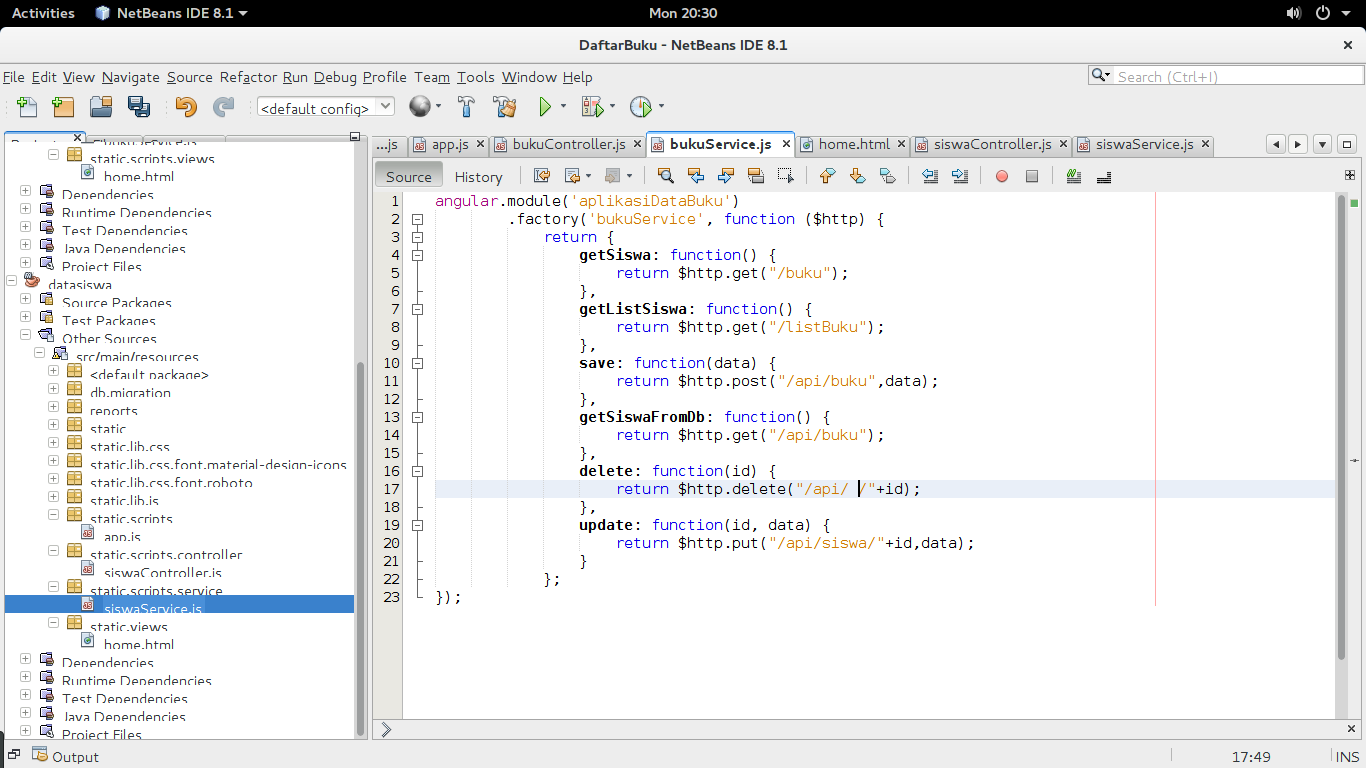 Activities NetBeans IDE 8.1 Mon 20:30
DaftarBuku - NetBeans IDE 8.1
File Edit View Navigate Source Refactor Run Debug Profile Team Tools Window Help Search (Ctrl+I)
<default config>
...js app.js bukuController.js bukuService.js home.html siswaController.js siswaService.js
Source History
static.scripts.views
home.html
Dependencies
Runtime Dependencies
Test Dependencies
Java Dependencies
Project Files
datasiswa
Source Packages
Test Packages
Other Sources
src/main/resources
<default package>
db.migration
reports
static
static.lib.css
static.lib.css.font.material-design-icons
static.lib.css.font.roboto
static.lib.js
static.scripts
app.js
static.scripts.controller
siswaController.js
static.scripts.service
siswaService.js
static.views
home.html
Dependencies
Runtime Dependencies
Test Dependencies
Java Dependencies
Project Files
1 angular.module('aplikasiDataBuku')
2 .factory('bukuService', function ($http) {
3 return {
4 getSiswa: function() {
5 return $http.get("/buku");
6 },
7 getListSiswa: function() {
8 return $http.get("/listBuku");
9 },
10 save: function(data) {
11 return $http.post("/api/buku",data);
12 },
13 getSiswaFromDb: function() {
14 return $http.get("/api/buku");
15 },
16 delete: function(id) {
17 return $http.delete("/api/ /"+id);
18 },
19 update: function(id, data) {
20 return $http.put("/api/siswa/"+id,data);
21 }
22 };
23 });
Output 17:49 INS